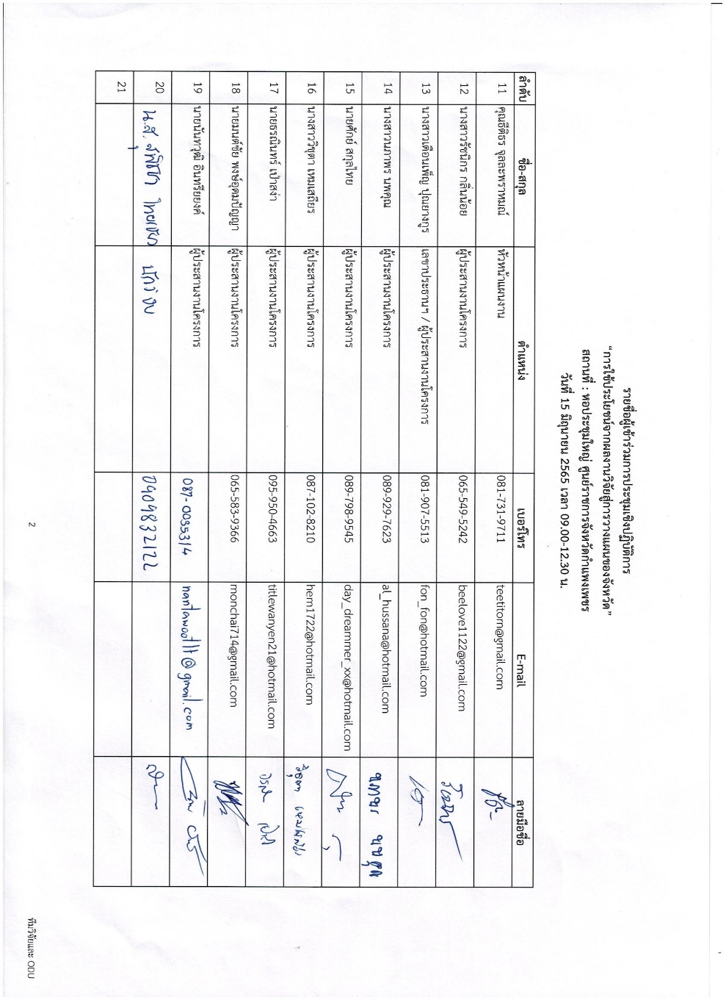 รายชื่อผู้เข้าร่วมการประชุมเชิงปฏิบัติการ
“การใช้ประโยชน์จากผลงานวิจัยสู่การวางแผนของจังหวัด”
สถานที่ : หอประชุมใหญ่ ศูนย์ราชการจังหวัดกำแพงเพชร
วันที่ 15 มิถุนายน 2565 เวลา 09.00-12.30 น.
ลำดับ ชื่อ-สกุล ตำแหน่ง เบอร์โทร E-mail ลายมือชื่อ
11 คุณธีติธร จุลละพราหมณ์ หัวหน้าแผนงาน 081-731-9711 teetitorn@gmail.com
12 นางสาวรัชนิกร กลิ่นน้อย ผู้ประสานงานโครงการ 065-549-5242 beelove1122@gmail.com
13 นางสาวเดือนเพ็ญ ปุณยางกูร เลขาประธานฯ / ผู้ประสานงานโครงการ 081-907-5513 fon_fon@hotmail.com
14 นางสาวนภาพร นพคุณ ผู้ประสานงานโครงการ 089-929-7623 al_hussana@hotmail.com นภาพร นพคุณ
15 นายศักย์ สกุลไทย ผู้ประสานงานโครงการ 089-798-9545 day_dreammer_xx@hotmail.com
16 นางสาววิชุตา เหมเสถียร ผู้ประสานงานโครงการ 087-102-8210 hem1722@hotmail.com วิชุตา เหมเสถียร
17 นายธรณินทร์ เป้าสง่า ผู้ประสานงานโครงการ 095-950-4663 titlewanyen21@hotmail.com
18 นายมนต์ชัย พงษ์อุดมปัญญา ผู้ประสานงานโครงการ 065-583-9366 monchai714@gmail.com
19 นายนันทวุฒิ อินทรียยงค์ ผู้ประสานงานโครงการ 087-0035314 nantawoot17@gmail.com
20 น.ส. สุพิชชา ไทยเขียว นักวิจัย 0909832122
21
2
ทีมวิจัยและ ODU